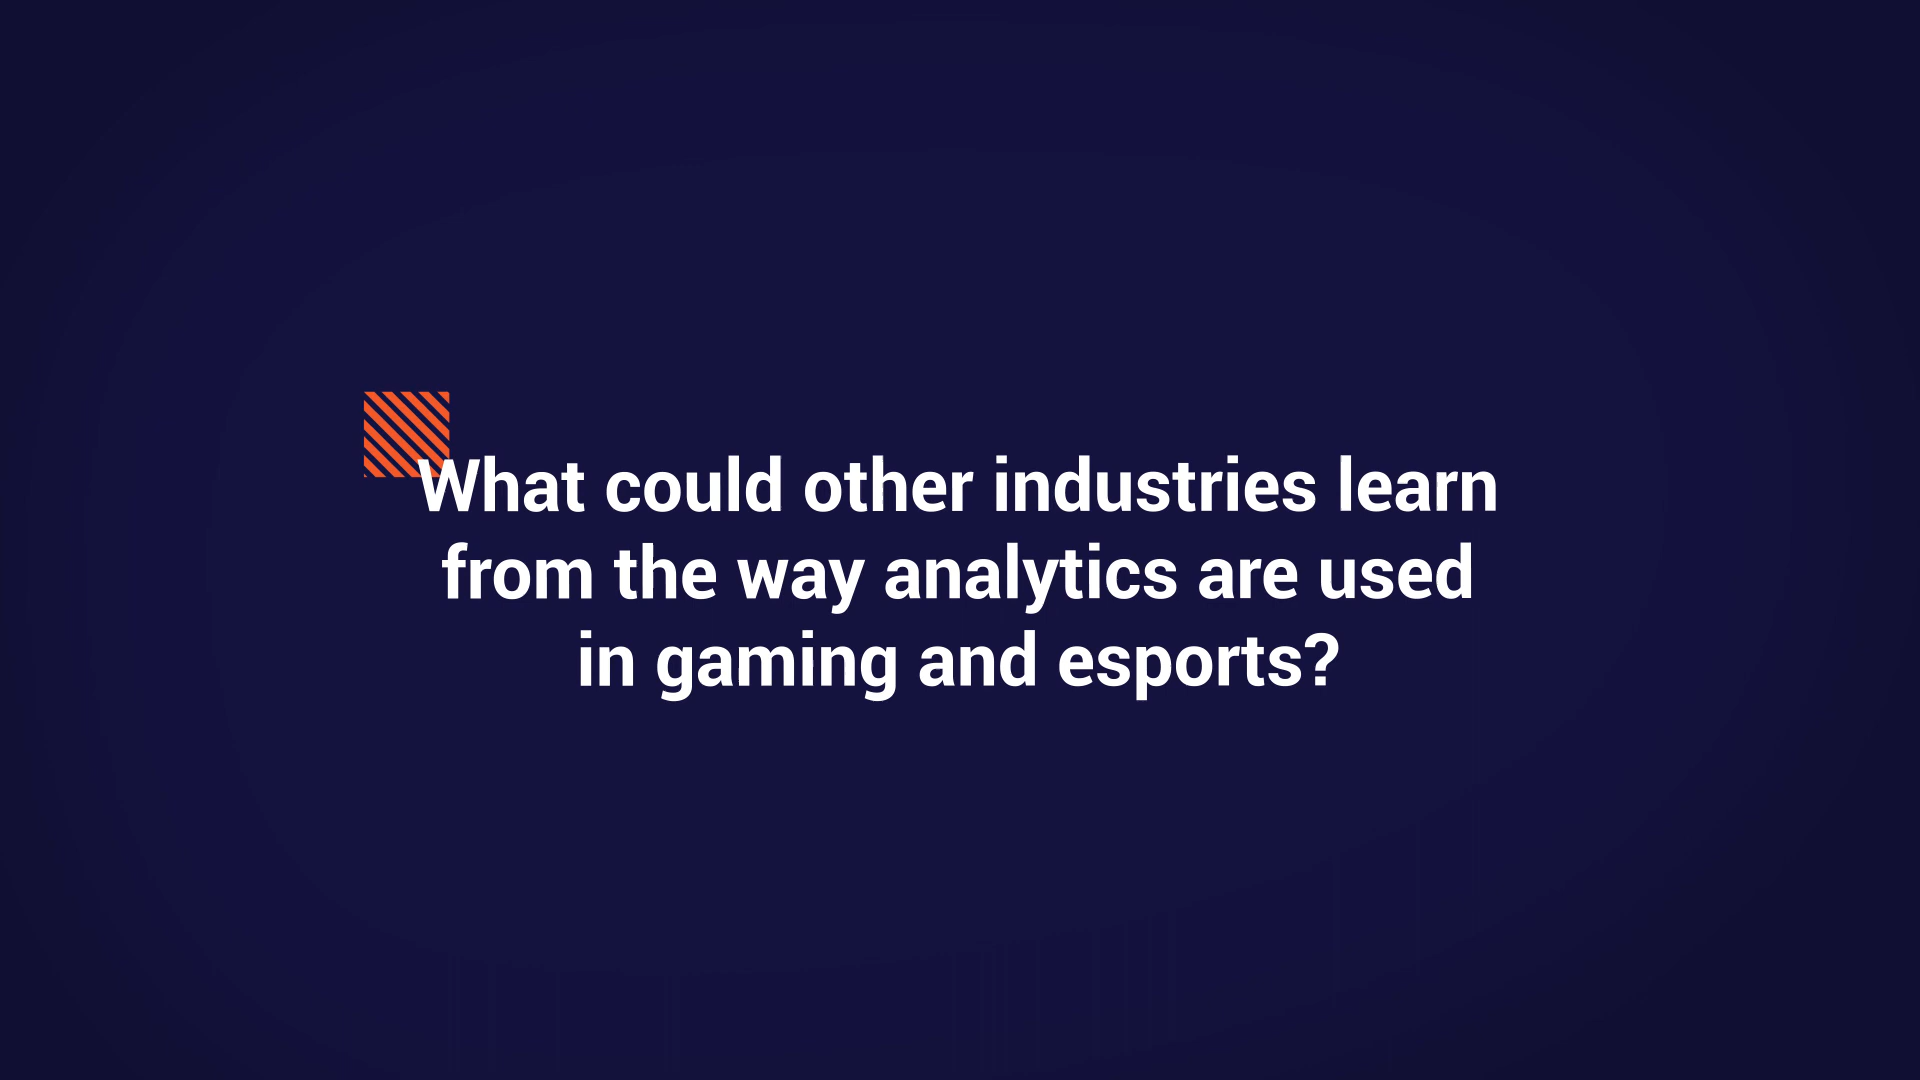 What could other industries learn
from the way analytics are used
in gaming and esports?